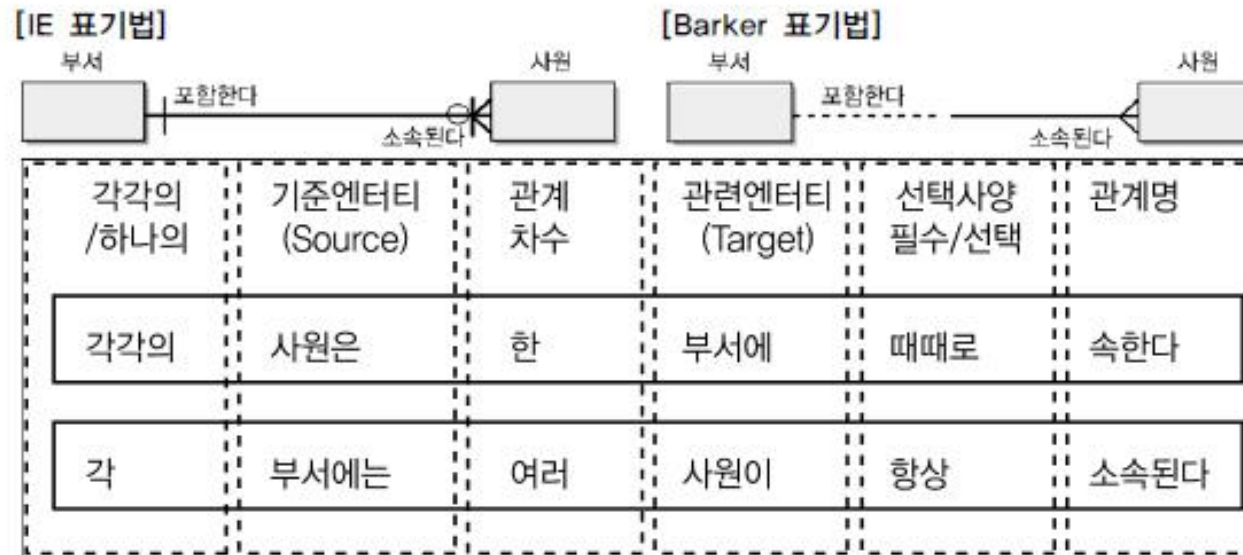 [IE 표기법] [Barker 표기법]
부서 사원 부서 사원
포함한다 포함한다
소속된다 소속된다
각각의 기준엔터티 관계 관련엔터티 선택사양 관계명
/하나의 (Source) 차수 (Target) 필수/선택
각각의 사원은 한 부서에 때때로 속한다
각 부서에는 여러 사원이 항상 소속된다